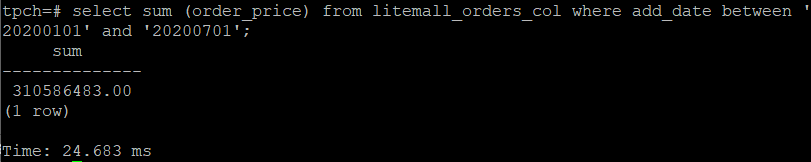 tpch=# select sum (order_price) from litemall_orders_col where add_date between '
20200101' and '20200701';
sum
--------------
310586483.00
(1 row)
Time: 24.683 ms